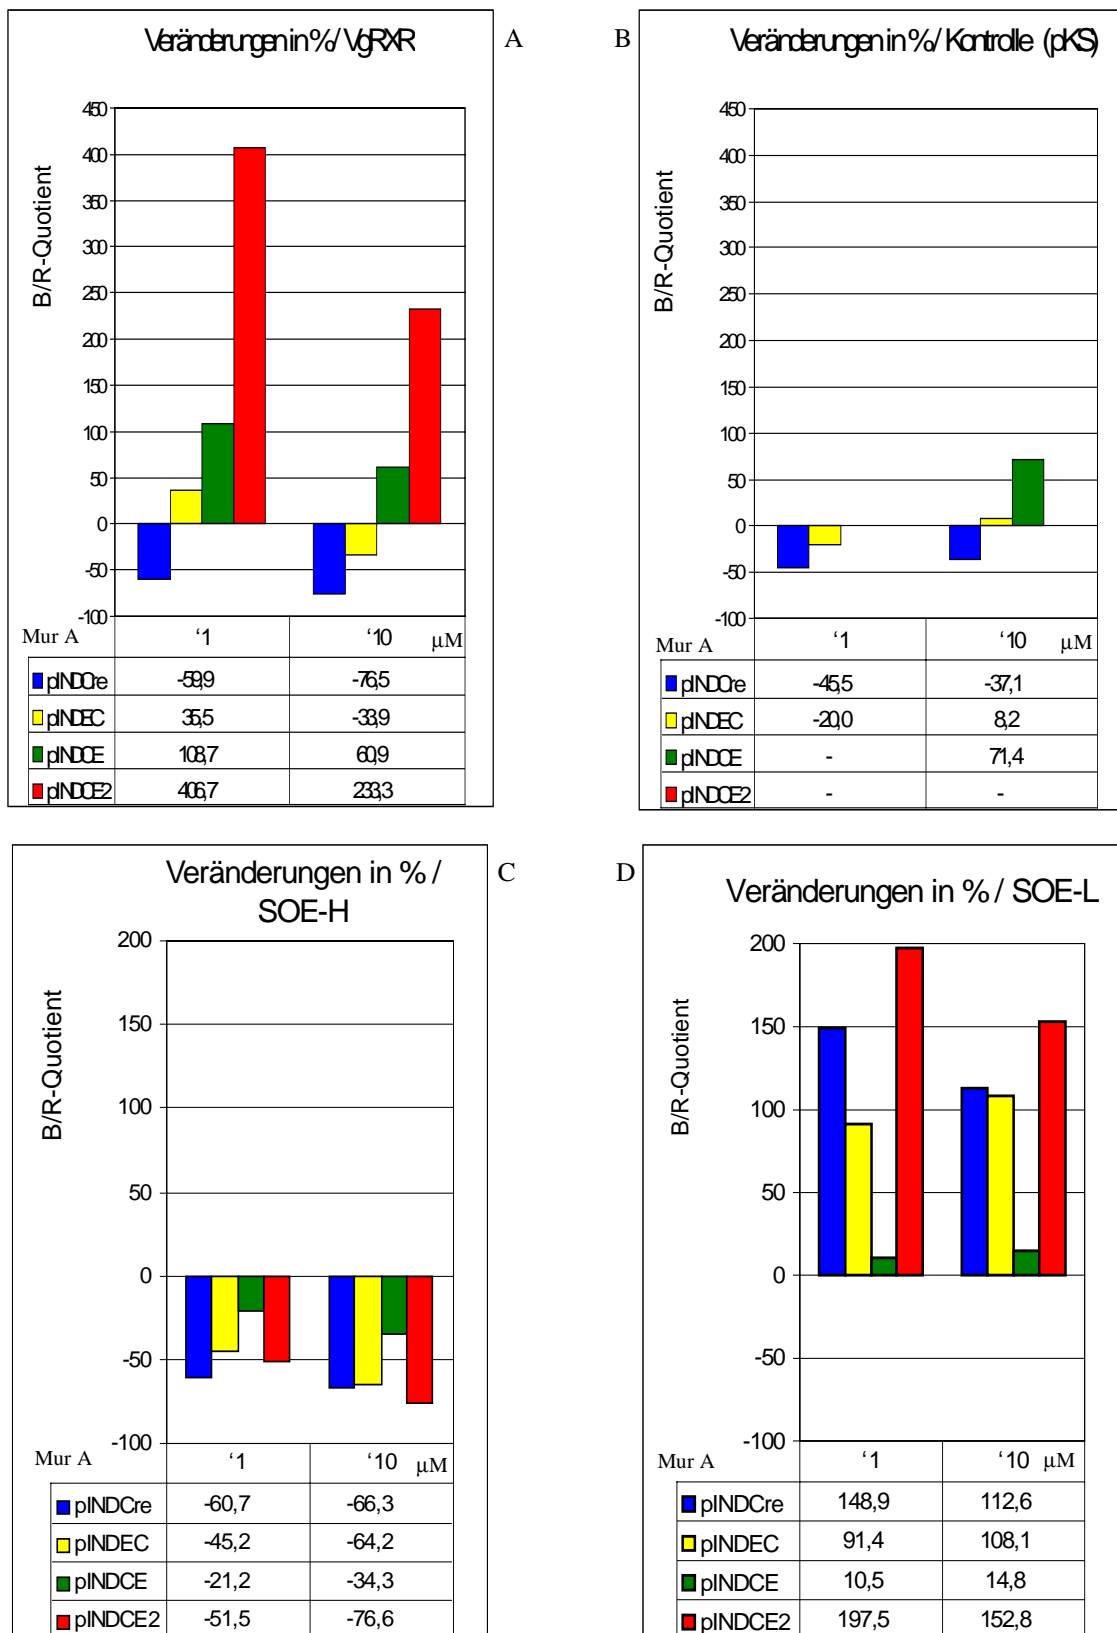 Veränderungen in % / VgRXR
A
B/R-Quotient
450
400
350
300
250
200
150
100
50
0
-50
-100
Mur A ‘1 ‘10 µM
pINDCre -59,9 -76,5
pINDEC 35,5 -33,9
pINDCE 108,7 60,9
pINDCE2 406,7 233,3
B
Veränderungen in % / Kontrolle (pKS)
B/R-Quotient
450
400
350
300
250
200
150
100
50
0
-50
-100
Mur A ‘1 ‘10 µM
pINDCre -45,5 -37,1
pINDEC -20,0 8,2
pINDCE - 71,4
pINDCE2 - -
Veränderungen in % /
SOE-H
C
B/R-Quotient
200
150
100
50
0
-50
-100
Mur A ‘1 ‘10 µM
pINDCre -60,7 -66,3
pINDEC -45,2 -64,2
pINDCE -21,2 -34,3
pINDCE2 -51,5 -76,6
D
Veränderungen in % / SOE-L
B/R-Quotient
200
150
100
50
0
-50
-100
Mur A ‘1 ‘10 µM
pINDCre 148,9 112,6
pINDEC 91,4 108,1
pINDCE 10,5 14,8
pINDCE2 197,5 152,8